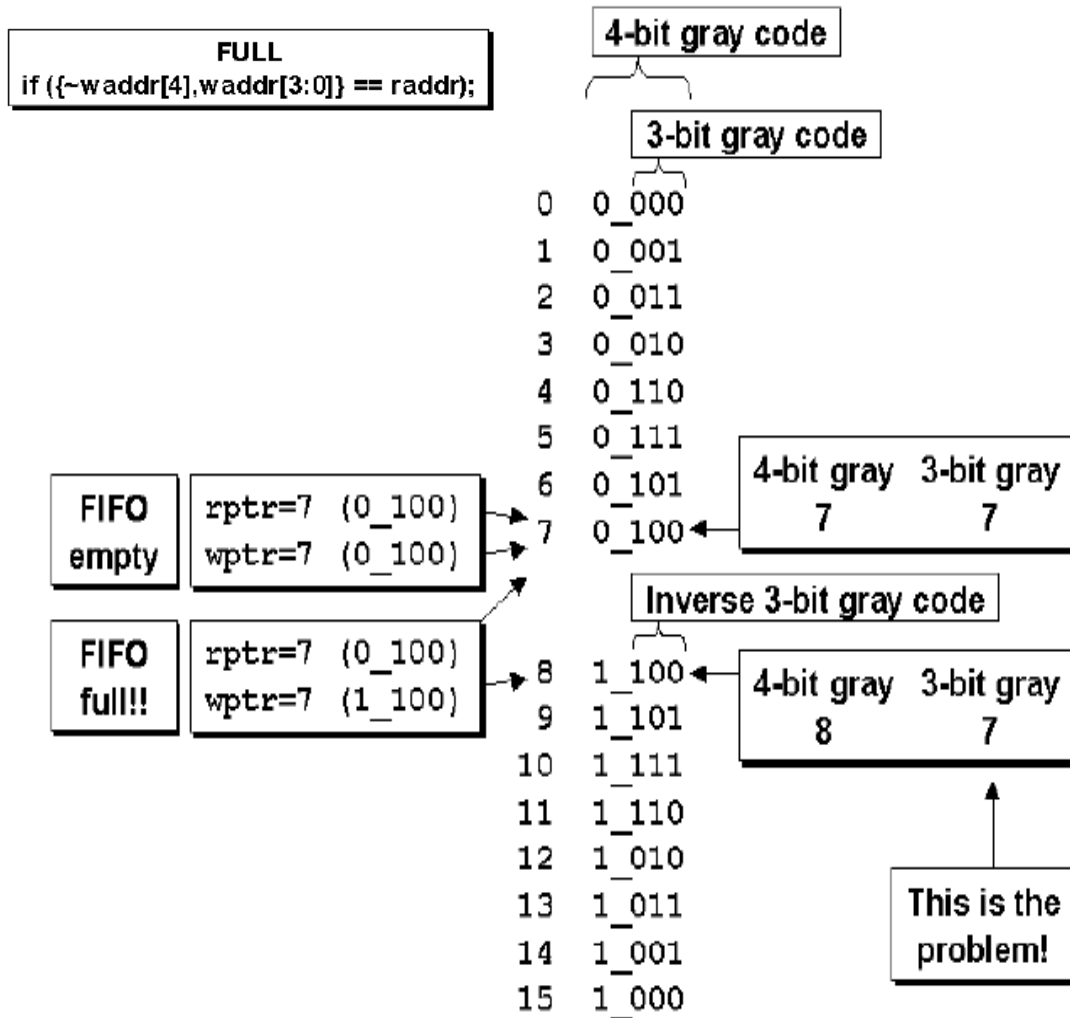 FULL
if ({~waddr[4],waddr[3:0]} == raddr);
4-bit gray code
3-bit gray code
0 0_000
1 0_001
2 0_011
3 0_010
4 0_110
5 0_111
6 0_101
7 0_100
4-bit gray 3-bit gray
7 7
FIFO
empty
rptr=7 (0_100)
wptr=7 (0_100)
FIFO
full!!
rptr=7 (0_100)
wptr=7 (1_100)
Inverse 3-bit gray code
8 1_100
9 1_101
10 1_111
11 1_110
12 1_010
13 1_011
14 1_001
15 1_000
4-bit gray 3-bit gray
8 7
This is the
problem!